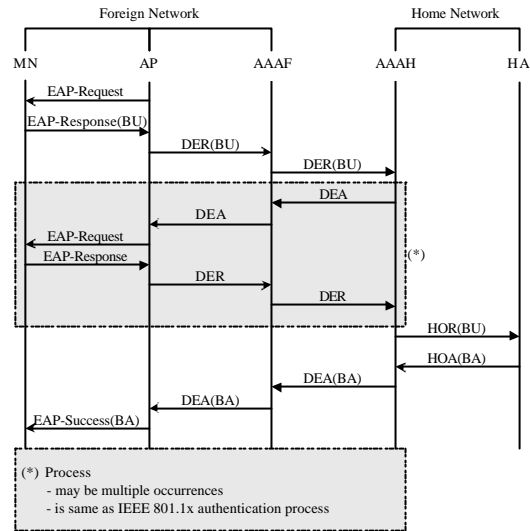 Foreign Network Home Network
MN AP AAAF AAAH HA
EAP-Request
EAP-Response(BU)
DER(BU)
DER(BU)
DEA
DEA
EAP-Request
(*)
EAP-Response
DER
DER
HOR(BU)
HOA(BA)
DEA(BA)
DEA(BA)
EAP-Success(BA)
(*) Process
- may be multiple occurrences
- is same as IEEE 801.1x authentication process